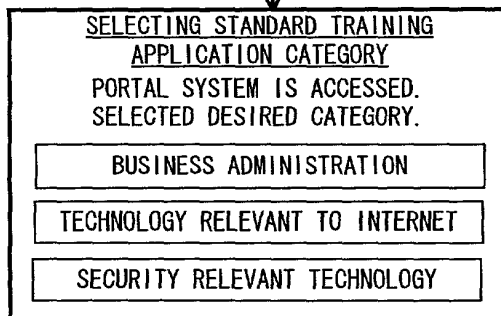 SELECTING STANDARD TRAINING
APPLICATION CATEGORY
PORTAL SYSTEM IS ACCESSED.
SELECTED DESIRED CATEGORY.
BUSINESS ADMINISTRATION
TECHNOLOGY RELEVANT TO INTERNET
SECURITY RELEVANT TECHNOLOGY